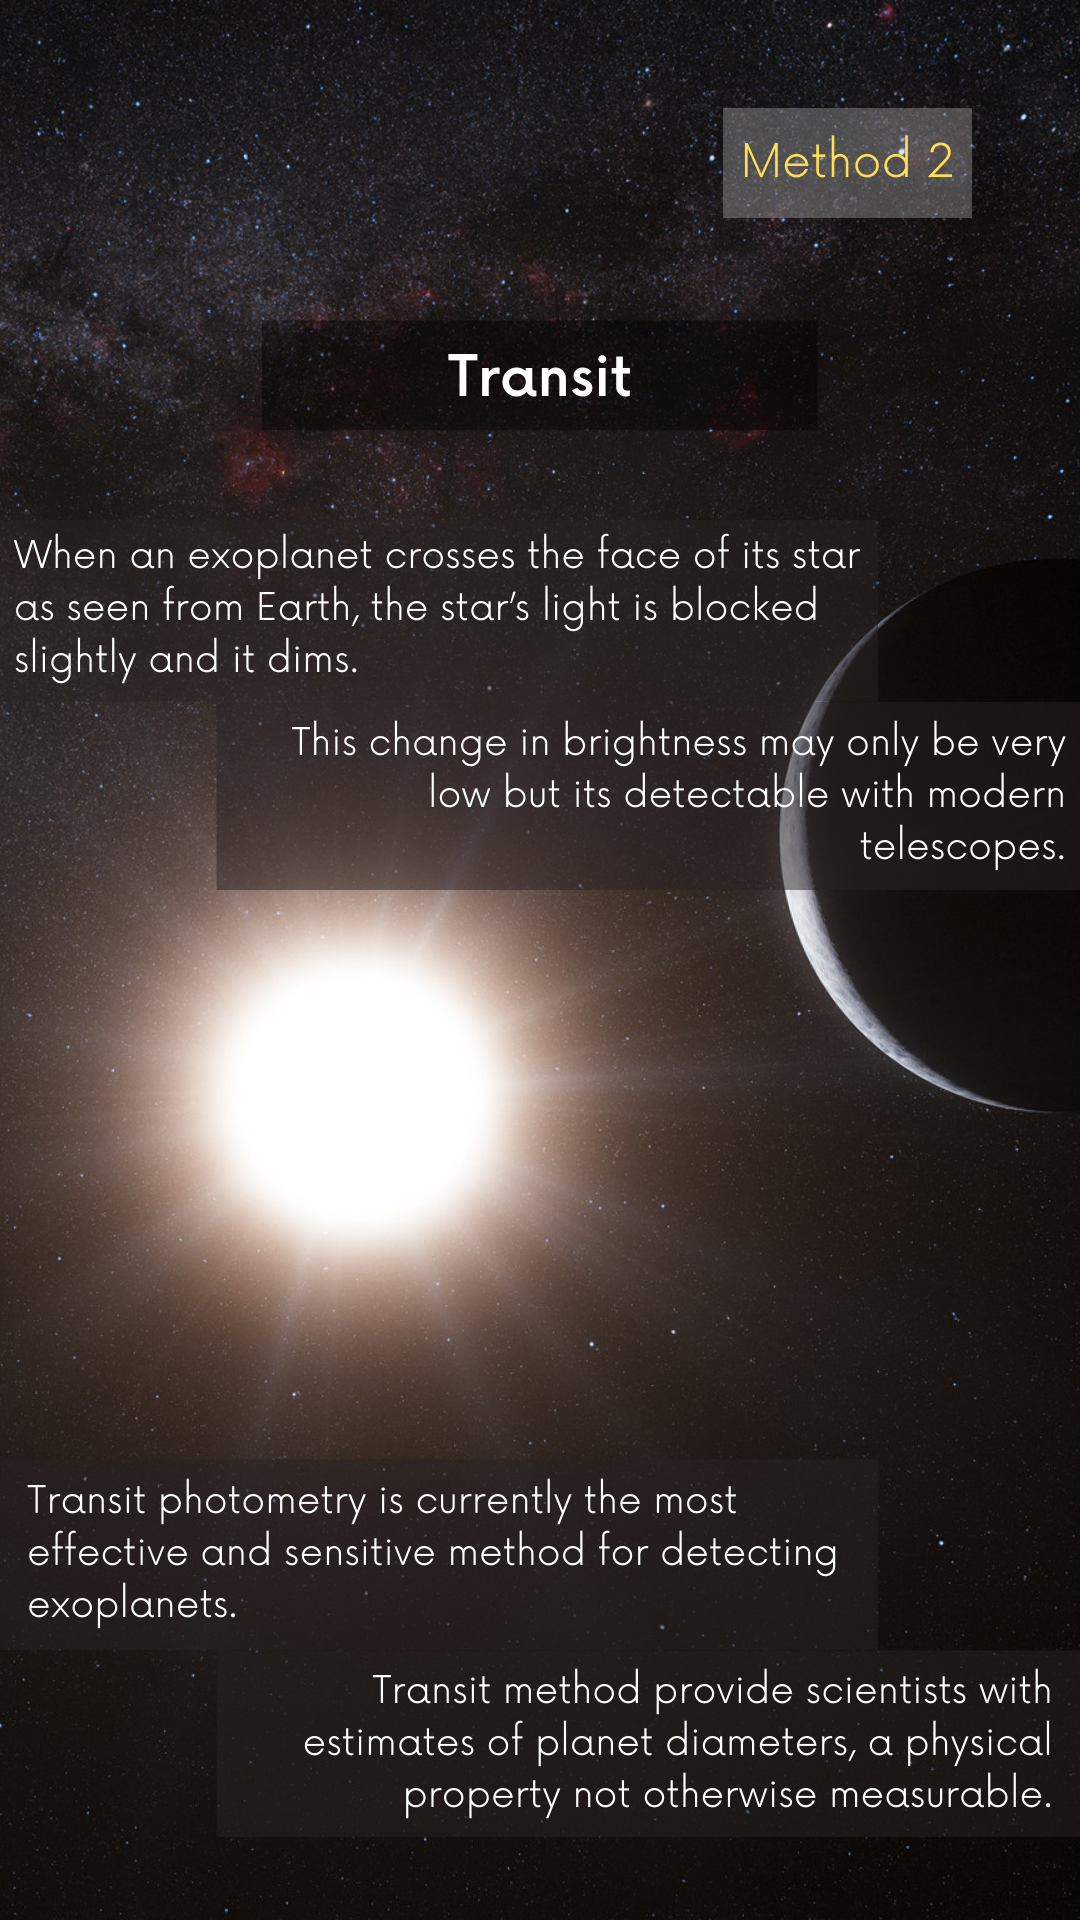 Method 2
Transit
When an exoplanet crosses the face of its star
as seen from Earth, the star’s light is blocked
slightly and it dims.
This change in brightness may only be very
low but its detectable with modern
telescopes.
Transit photometry is currently the most
effective and sensitive method for detecting
exoplanets.
Transit method provide scientists with
estimates of planet diameters, a physical
property not otherwise measurable.